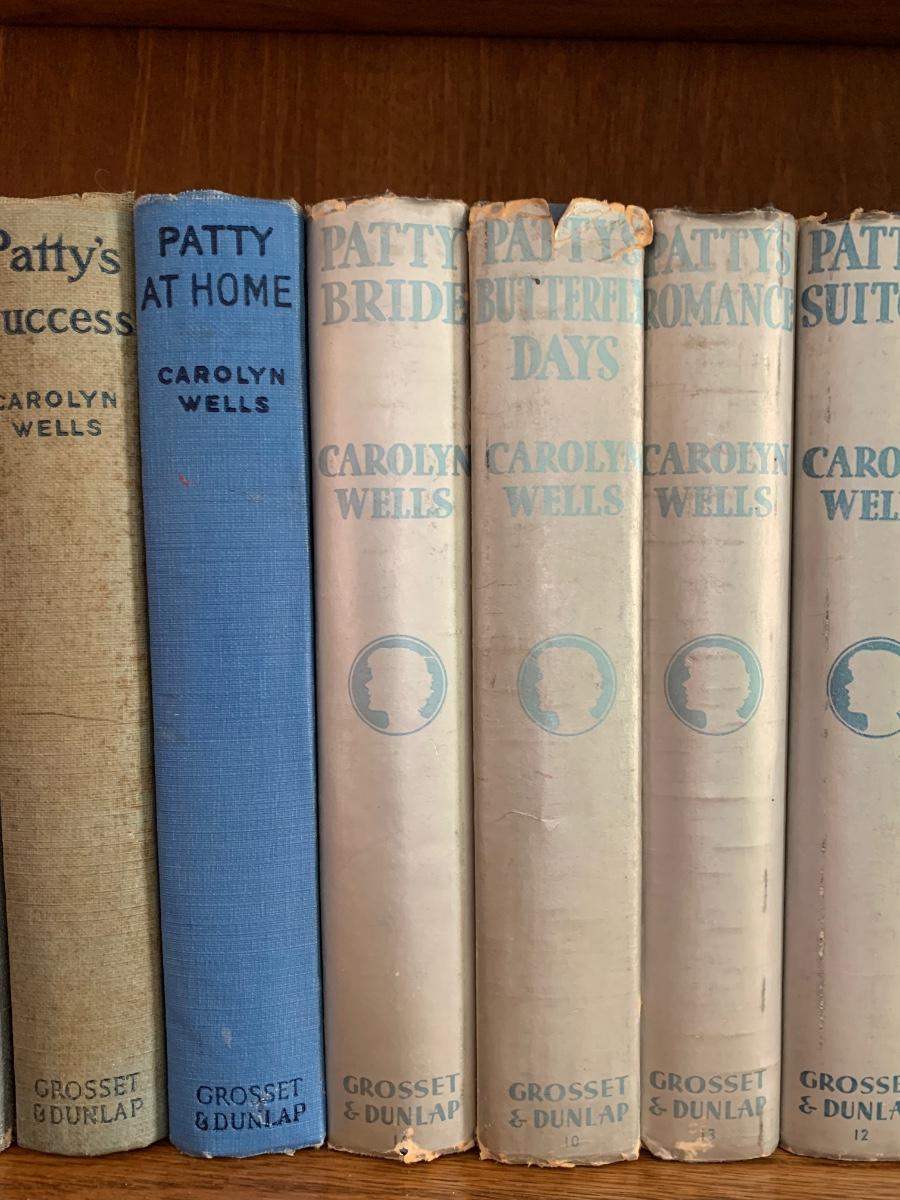 Patty's
uccess
CAROLYN
WELLS
GROSSET
& DUNLAP
PATTY
AT HOME
CAROLYN
WELLS
GROSSET
& DUNLAP
PATTY
BRIDE
CAROLYN
WELLS
GROSSET
& DUNLAP
PATTY'S
BUTTERFLY
DAYS
CAROLYN
WELLS
GROSSET
& DUNLAP
10
PATTY'S
ROMANCE
CAROLYN
WELLS
GROSSET
& DUNLAP
13
PATT
SUITO
CARO
WEL
GROSSE
& DUNLA
12